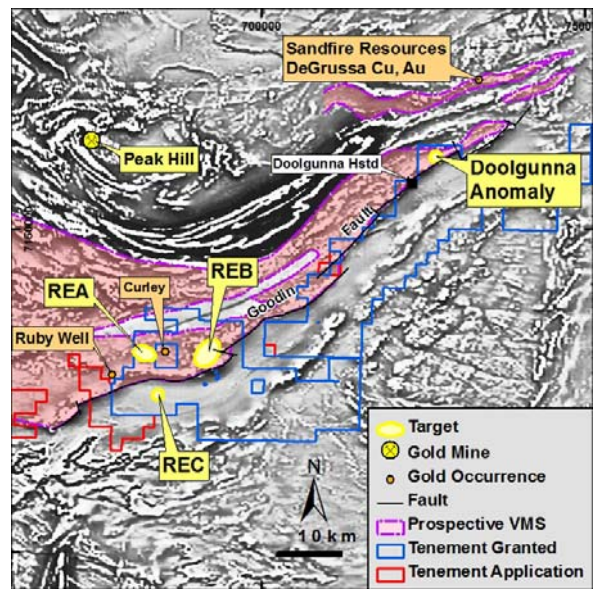 700000
7500
Sandfire Resources
DeGrussa Cu, Au
Peak Hill
Doolgunna Hstd
Doolgunna
Anomaly
Fault
Goodin
REA
Curley
REB
Ruby Well
REC
N
10 km
Target
Gold Mine
Gold Occurrence
Fault
Prospective VMS
Tenement Granted
Tenement Application